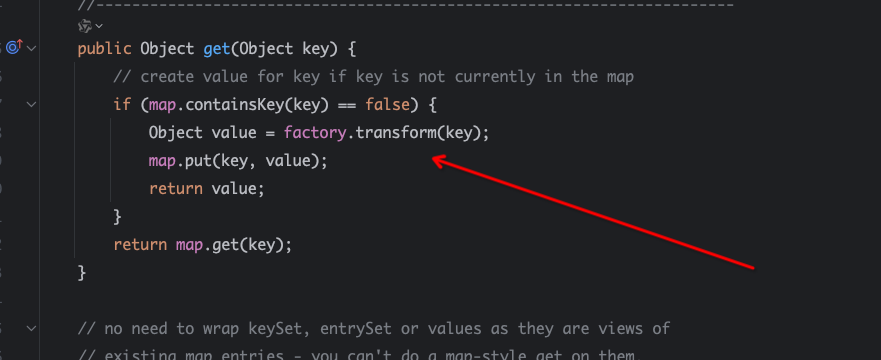 //-----------------------------------------------------------------------
public Object get(Object key) {
// create value for key if key is not currently in the map
if (map.containsKey(key) == false) {
Object value = factory.transform(key);
map.put(key, value);
return value;
}
return map.get(key);
}
// no need to wrap keySet, entrySet or values as they are views of
// existing map entries - you can't do a map-style get on them